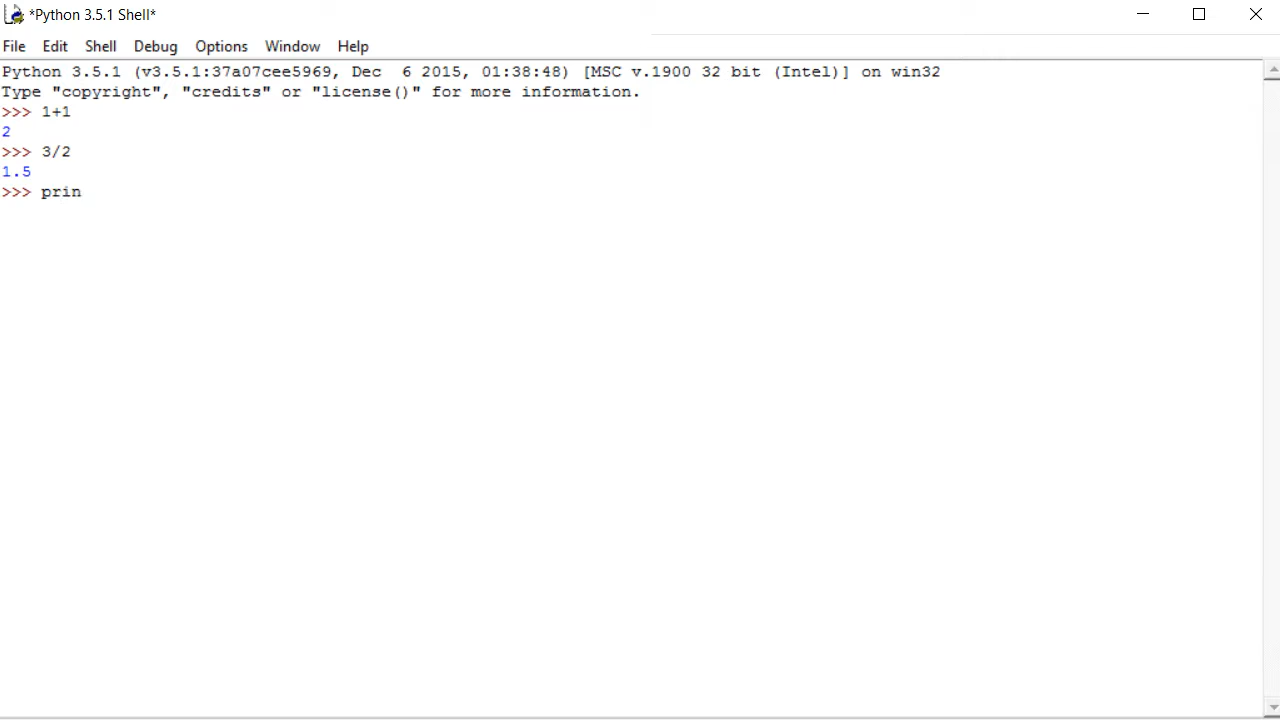 *Python 3.5.1 Shell*
File Edit Shell Debug Options Window Help
Python 3.5.1 (v3.5.1:37a07cee5969, Dec  6 2015, 01:38:48) [MSC v.1900 32 bit (Intel)] on win32
Type "copyright", "credits" or "license()" for more information.
>>> 1+1
2
>>> 3/2
1.5
>>> prin